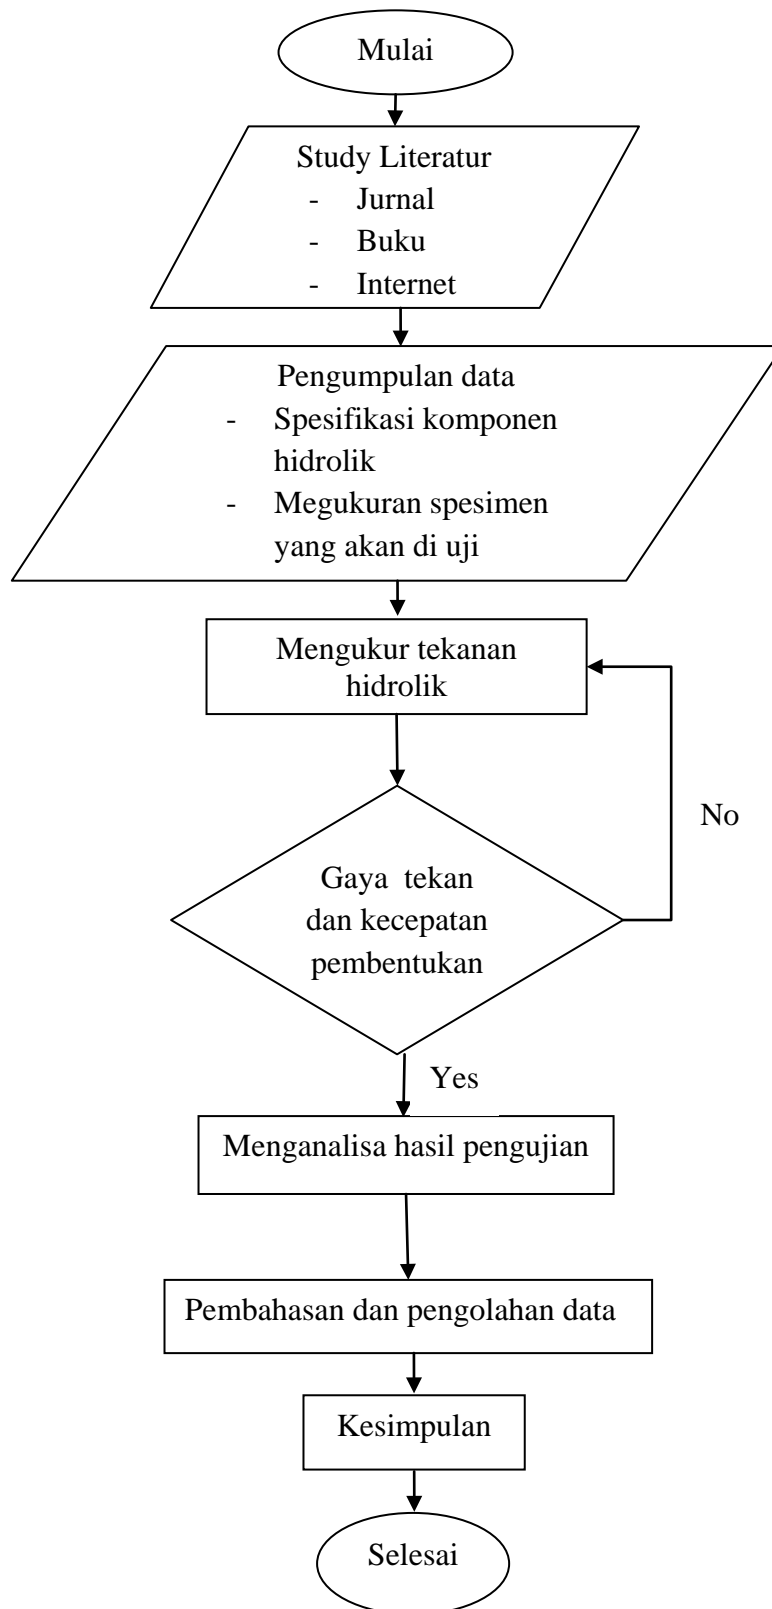 Mulai
Study Literatur
- Jurnal
- Buku
- Internet
Pengumpulan data
- Spesifikasi komponen
hidrolik
- Megukuran spesimen
yang akan di uji
Mengukur tekanan
hidrolik
No
Gaya tekan
dan kecepatan
pembentukan
Yes
Menganalisa hasil pengujian
Pembahasan dan pengolahan data
Kesimpulan
Selesai